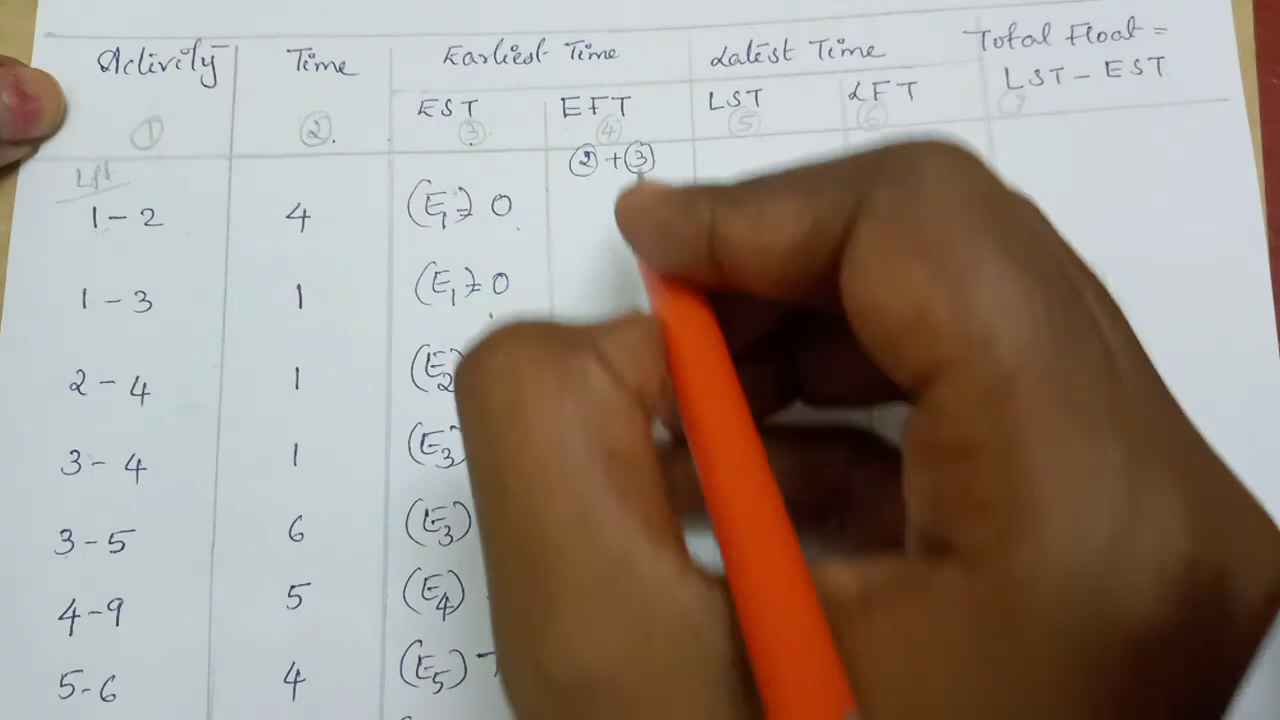 Activity Time Earliest Time Latest Time Total Float =
EST EFT LST LFT LST - EST
① ②. ③ ④ ⑤ ⑥ ⑦
② + ③
1 - 2 4 (E1) = 0
1 - 3 1 (E1) = 0
2 - 4 1 (E2)
3 - 4 1 (E3)
3 - 5 6 (E3)
4 - 9 5 (E4)
5 - 6 4 (E5)